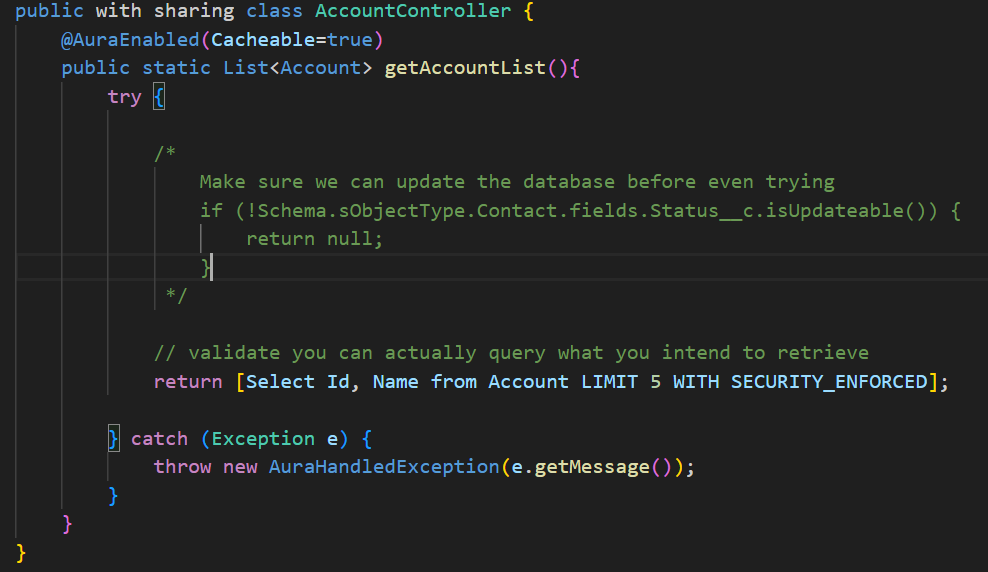 public with sharing class AccountController {
@AuraEnabled(Cacheable=true)
public static List<Account> getAccountList(){
try {
/*
Make sure we can update the database before even trying
if (!Schema.sObjectType.Contact.fields.Status__c.isUpdateable()) {
return null;
}
*/
// validate you can actually query what you intend to retrieve
return [Select Id, Name from Account LIMIT 5 WITH SECURITY_ENFORCED];
} catch (Exception e) {
throw new AuraHandledException(e.getMessage());
}
}
}